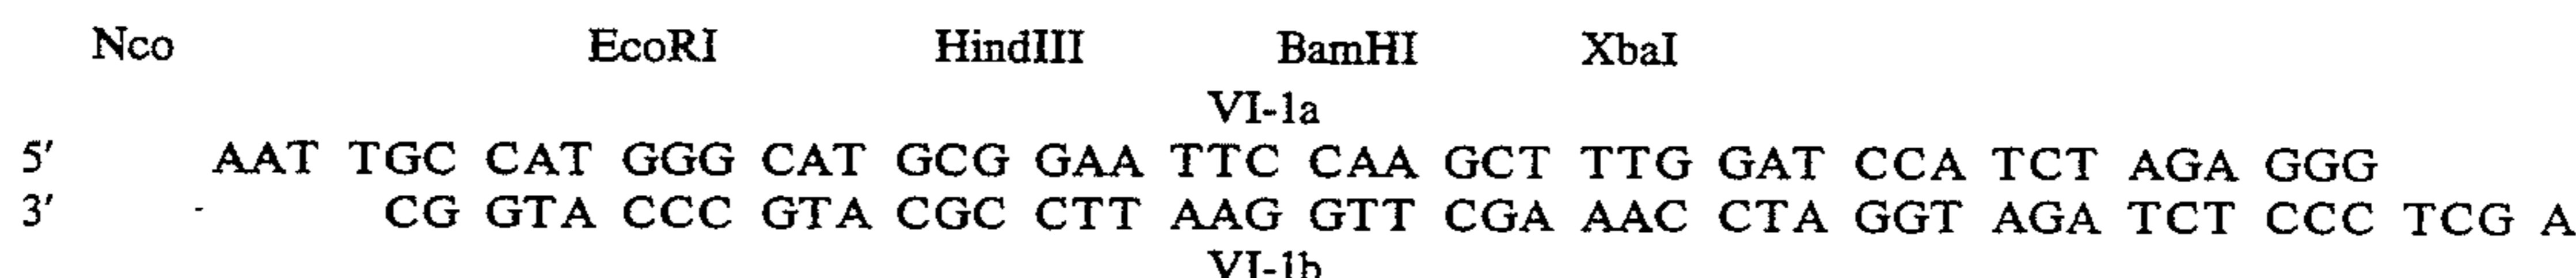 Nco EcoRI HindIII BamHI XbaI
VI-1a
5′ AAT TGC CAT GGG CAT GCG GAA TTC CAA GCT TTG GAT CCA TCT AGA GGG
3′ - CG GTA CCC GTA CGC CTT AAG GTT CGA AAC CTA GGT AGA TCT CCC TCG A
VI-1b